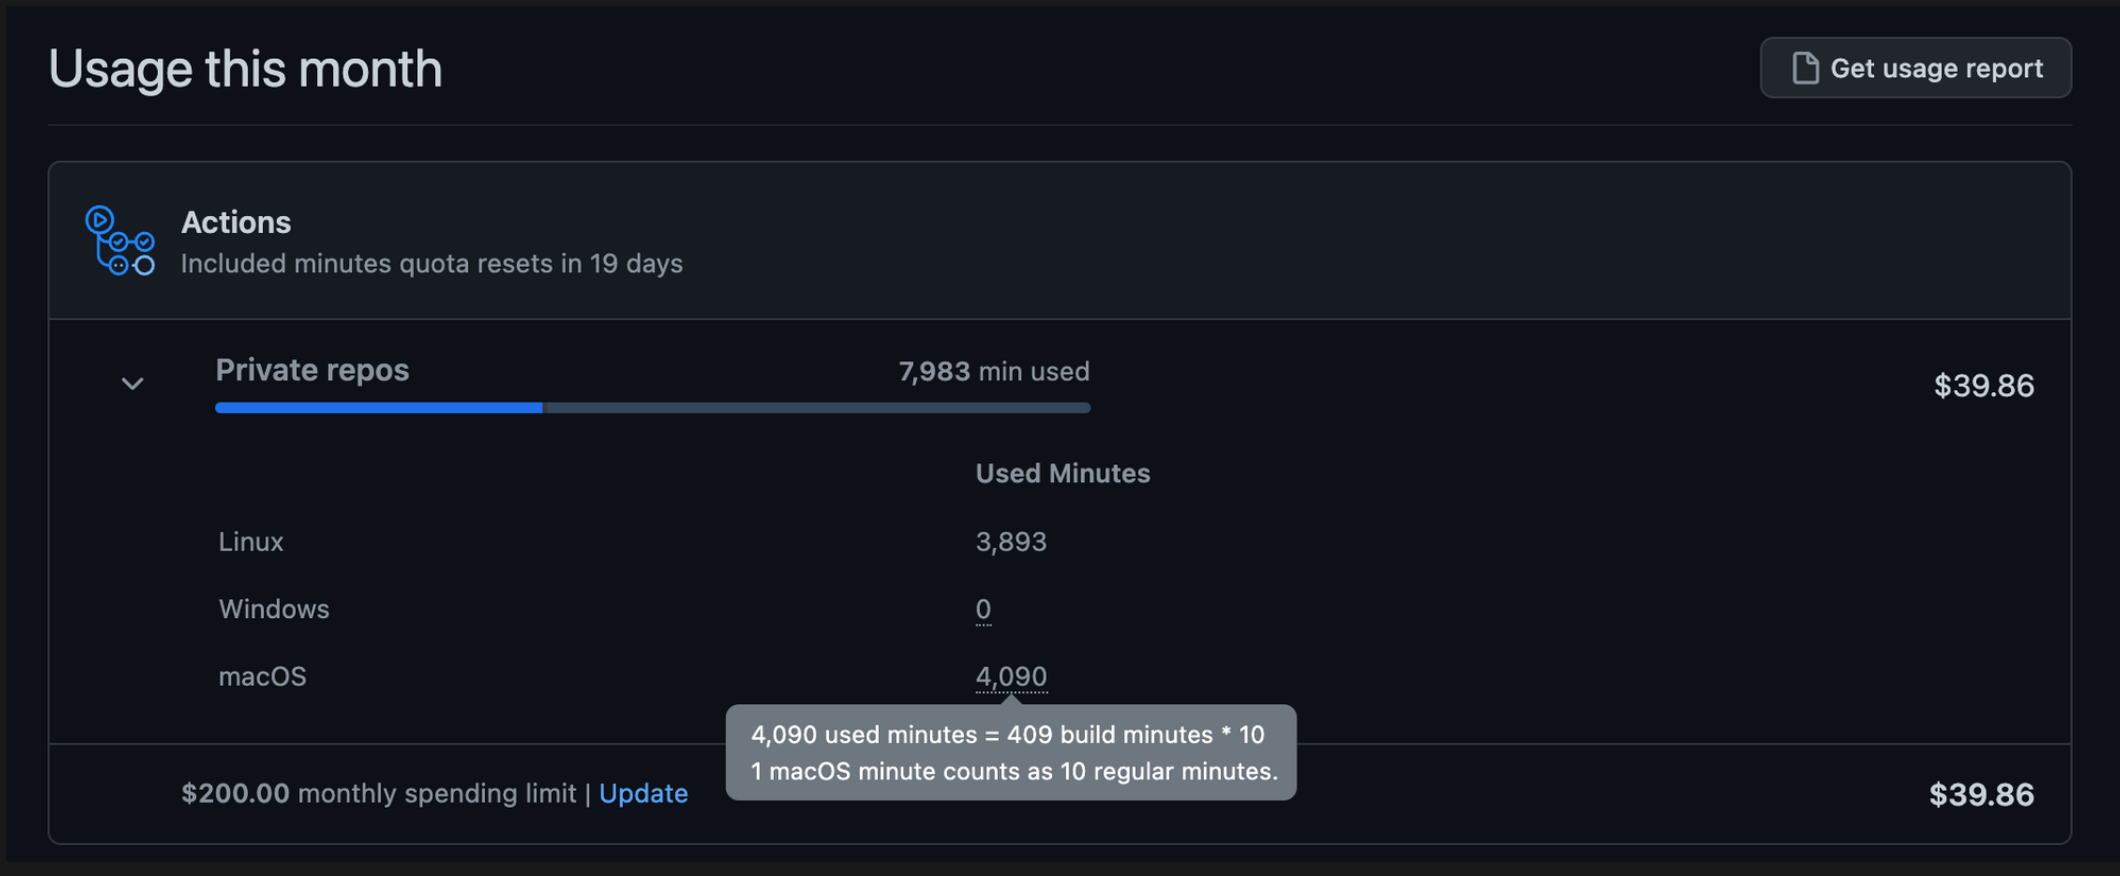 Usage this month
Get usage report
Actions
Included minutes quota resets in 19 days
Private repos
7,983 min used
$39.86
Used Minutes
Linux
3,893
Windows
0
macOS
4,090
4,090 used minutes = 409 build minutes * 10
1 macOS minute counts as 10 regular minutes.
$200.00 monthly spending limit | Update
$39.86